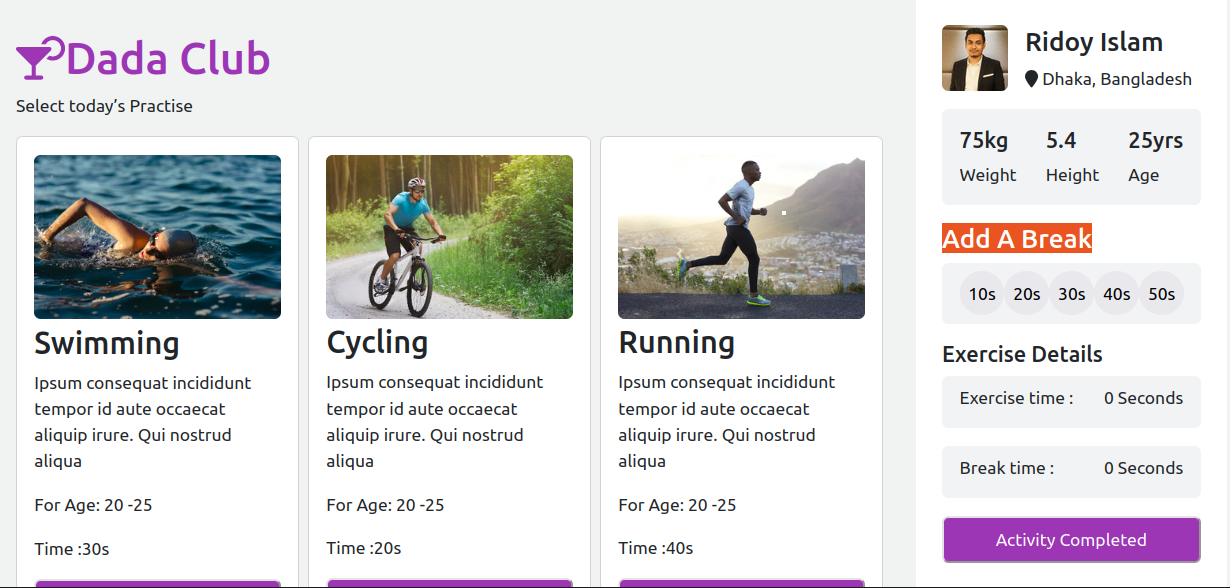 Dada Club
Select today’s Practise
Swimming
Ipsum consequat incididunt
tempor id aute occaecat
aliquip irure. Qui nostrud
aliqua
For Age: 20 -25
Time :30s
Cycling
Ipsum consequat incididunt
tempor id aute occaecat
aliquip irure. Qui nostrud
aliqua
For Age: 20 -25
Time :20s
Running
Ipsum consequat incididunt
tempor id aute occaecat
aliquip irure. Qui nostrud
aliqua
For Age: 20 -25
Time :40s
Ridoy Islam
Dhaka, Bangladesh
75kg 5.4 25yrs
Weight Height Age
Add A Break
10s 20s 30s 40s 50s
Exercise Details
Exercise time : 0 Seconds
Break time : 0 Seconds
Activity Completed